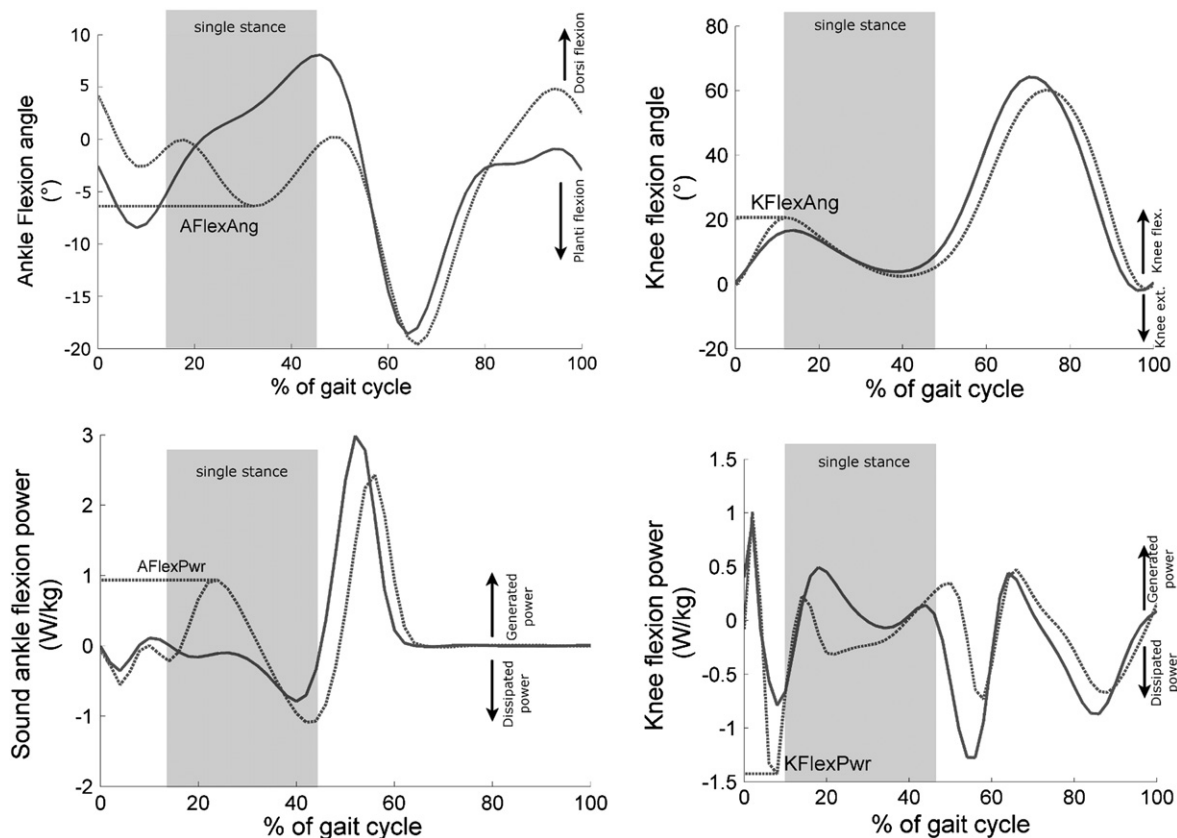 single stance
15
10
5
0
-5
-10
-15
-20
Ankle Flexion angle
(°)
AFlexAng
Dorsi flexion
Planti flexion
0 20 40 60 80 100
% of gait cycle
single stance
80
60
40
20
0
-20
Knee flexion angle
(°)
KFlexAng
Knee flex.
Knee ext.
0 20 40 60 80 100
% of gait cycle
single stance
3
2
1
0
-1
-2
Sound ankle flexion power
(W/kg)
AFlexPwr
Generated
power
Dissipated
power
0 20 40 60 80 100
% of gait cycle
single stance
1.5
1
0.5
0
-0.5
-1
-1.5
Knee flexion power
(W/kg)
KFlexPwr
Generated
power
Dissipated
power
0 20 40 60 80 100
% of gait cycle